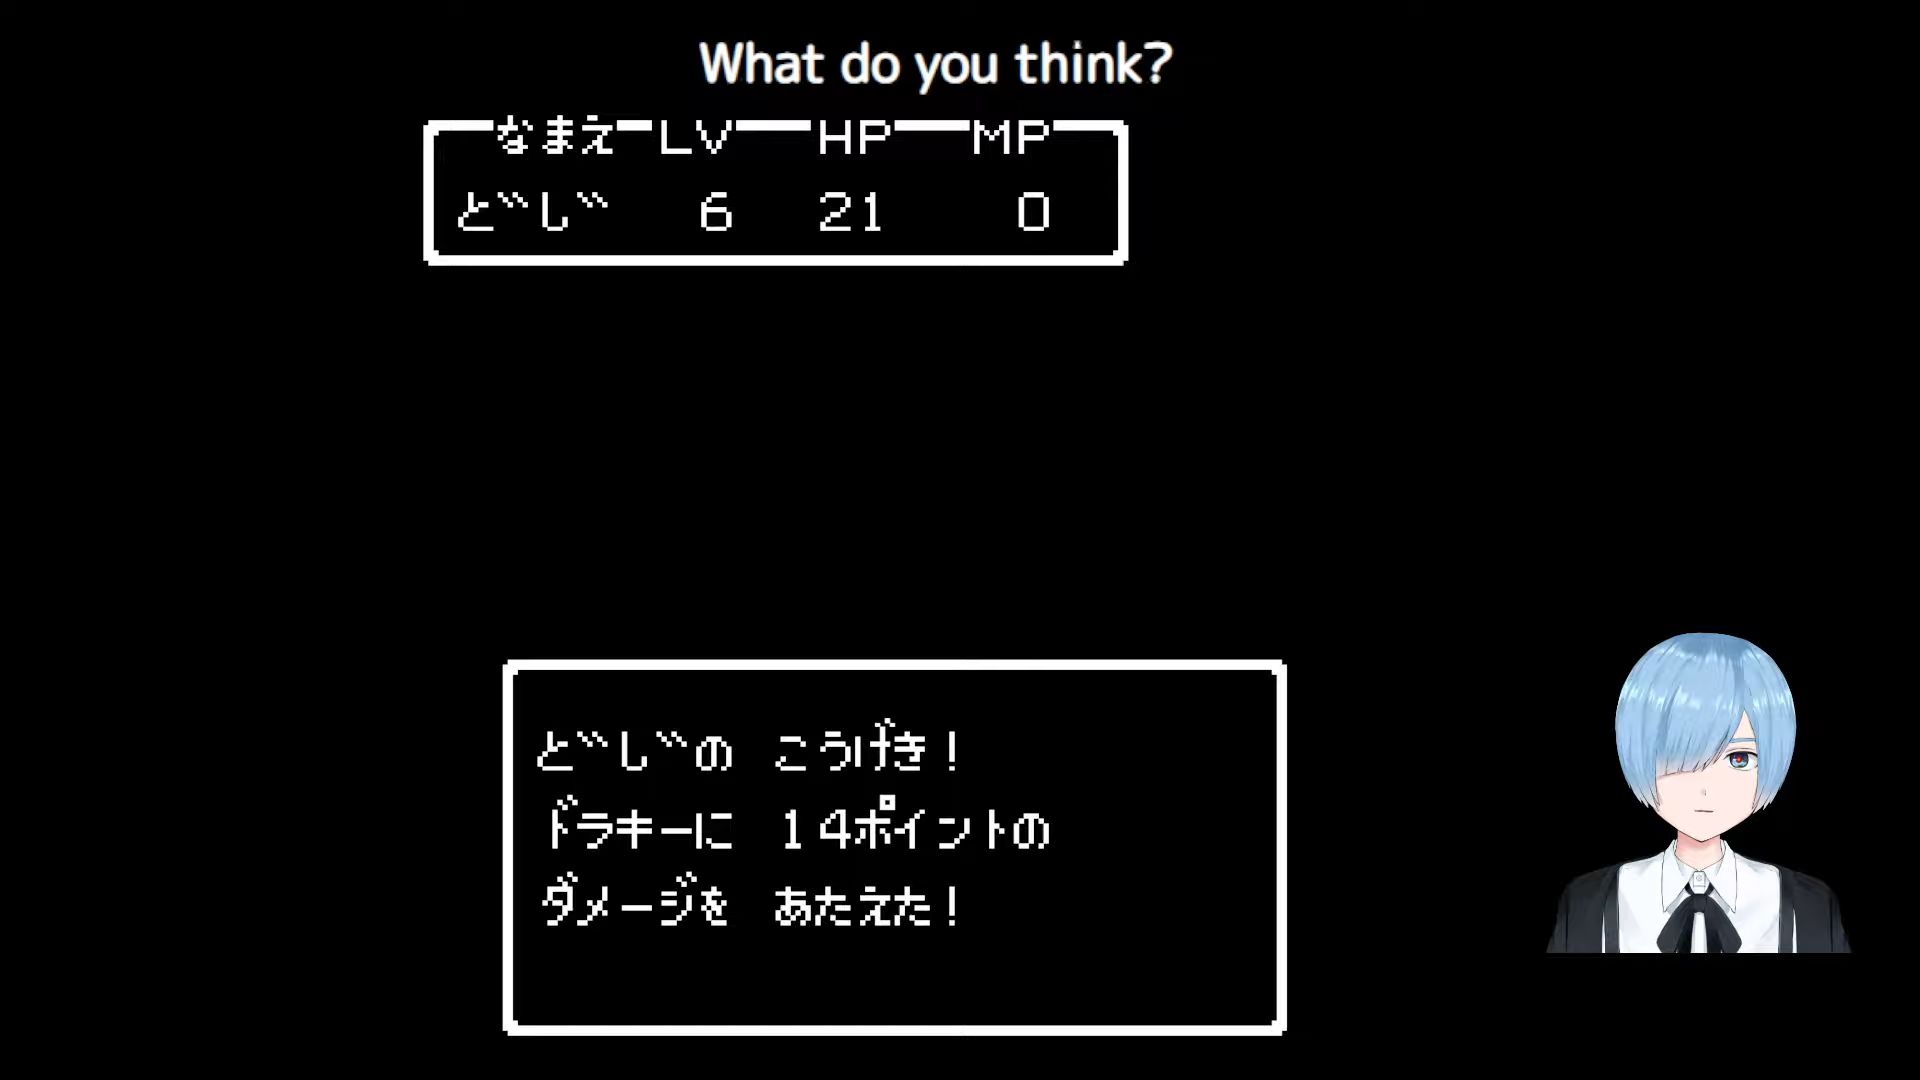 What do you think?
なまえ LV HP MP
ど゛し゛ 6 21 0
ど゛し゛の こうげき！
ドラキーに 14ポイントの
ダメージを あたえた！